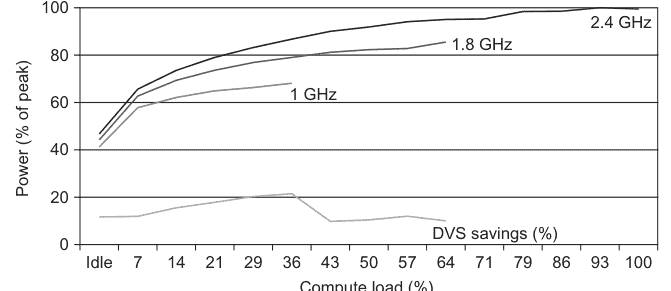 100
80
60
40
20
0
Power (% of peak)
2.4 GHz
1.8 GHz
1 GHz
DVS savings (%)
Idle 7 14 21 29 36 43 50 57 64 71 79 86 93 100
Compute load (%)